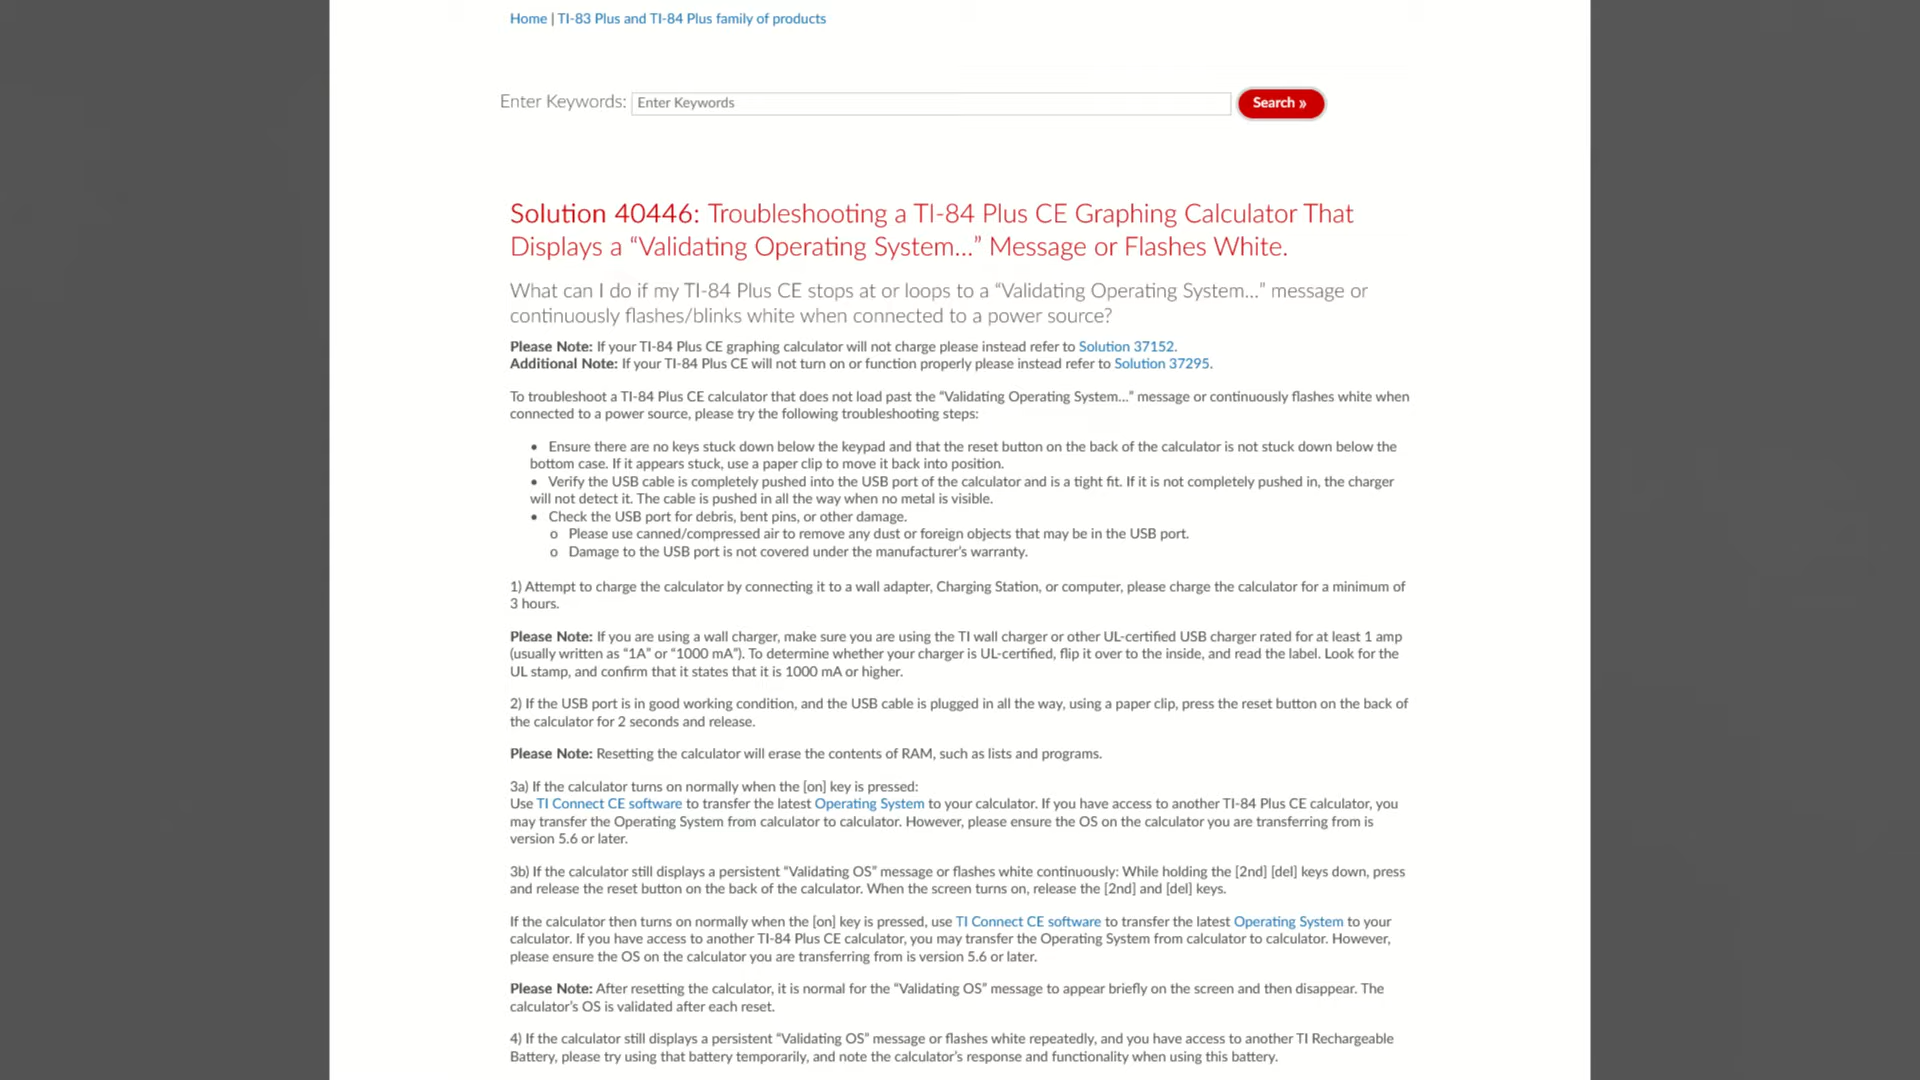 Home | TI-83 Plus and TI-84 Plus family of products
Enter Keywords: Enter Keywords Search »
Solution 40446: Troubleshooting a TI-84 Plus CE Graphing Calculator That
Displays a “Validating Operating System...” Message or Flashes White.
What can I do if my TI-84 Plus CE stops at or loops to a “Validating Operating System...” message or
continuously flashes/blinks white when connected to a power source?
Please Note: If your TI-84 Plus CE graphing calculator will not charge please instead refer to Solution 37152.
Additional Note: If your TI-84 Plus CE will not turn on or function properly please instead refer to Solution 37295.
To troubleshoot a TI-84 Plus CE calculator that does not load past the “Validating Operating System...” message or continuously flashes white when
connected to a power source, please try the following troubleshooting steps:
• Ensure there are no keys stuck down below the keypad and that the reset button on the back of the calculator is not stuck down below the
bottom case. If it appears stuck, use a paper clip to move it back into position.
• Verify the USB cable is completely pushed into the USB port of the calculator and is a tight fit. If it is not completely pushed in, the charger
will not detect it. The cable is pushed in all the way when no metal is visible.
• Check the USB port for debris, bent pins, or other damage.
o Please use canned/compressed air to remove any dust or foreign objects that may be in the USB port.
o Damage to the USB port is not covered under the manufacturer’s warranty.
1) Attempt to charge the calculator by connecting it to a wall adapter, Charging Station, or computer, please charge the calculator for a minimum of
3 hours.
Please Note: If you are using a wall charger, make sure you are using the TI wall charger or other UL-certified USB charger rated for at least 1 amp
(usually written as “1A” or “1000 mA”). To determine whether your charger is UL-certified, flip it over to the inside, and read the label. Look for the
UL stamp, and confirm that it states that it is 1000 mA or higher.
2) If the USB port is in good working condition, and the USB cable is plugged in all the way, using a paper clip, press the reset button on the back of
the calculator for 2 seconds and release.
Please Note: Resetting the calculator will erase the contents of RAM, such as lists and programs.
3a) If the calculator turns on normally when the [on] key is pressed:
Use TI Connect CE software to transfer the latest Operating System to your calculator. If you have access to another TI-84 Plus CE calculator, you
may transfer the Operating System from calculator to calculator. However, please ensure the OS on the calculator you are transferring from is
version 5.6 or later.
3b) If the calculator still displays a persistent “Validating OS” message or flashes white continuously: While holding the [2nd] [del] keys down, press
and release the reset button on the back of the calculator. When the screen turns on, release the [2nd] and [del] keys.
If the calculator then turns on normally when the [on] key is pressed, use TI Connect CE software to transfer the latest Operating System to your
calculator. If you have access to another TI-84 Plus CE calculator, you may transfer the Operating System from calculator to calculator. However,
please ensure the OS on the calculator you are transferring from is version 5.6 or later.
Please Note: After resetting the calculator, it is normal for the “Validating OS” message to appear briefly on the screen and then disappear. The
calculator’s OS is validated after each reset.
4) If the calculator still displays a persistent “Validating OS” message or flashes white repeatedly, and you have access to another TI Rechargeable
Battery, please try using that battery temporarily, and note the calculator’s response and functionality when using this battery.